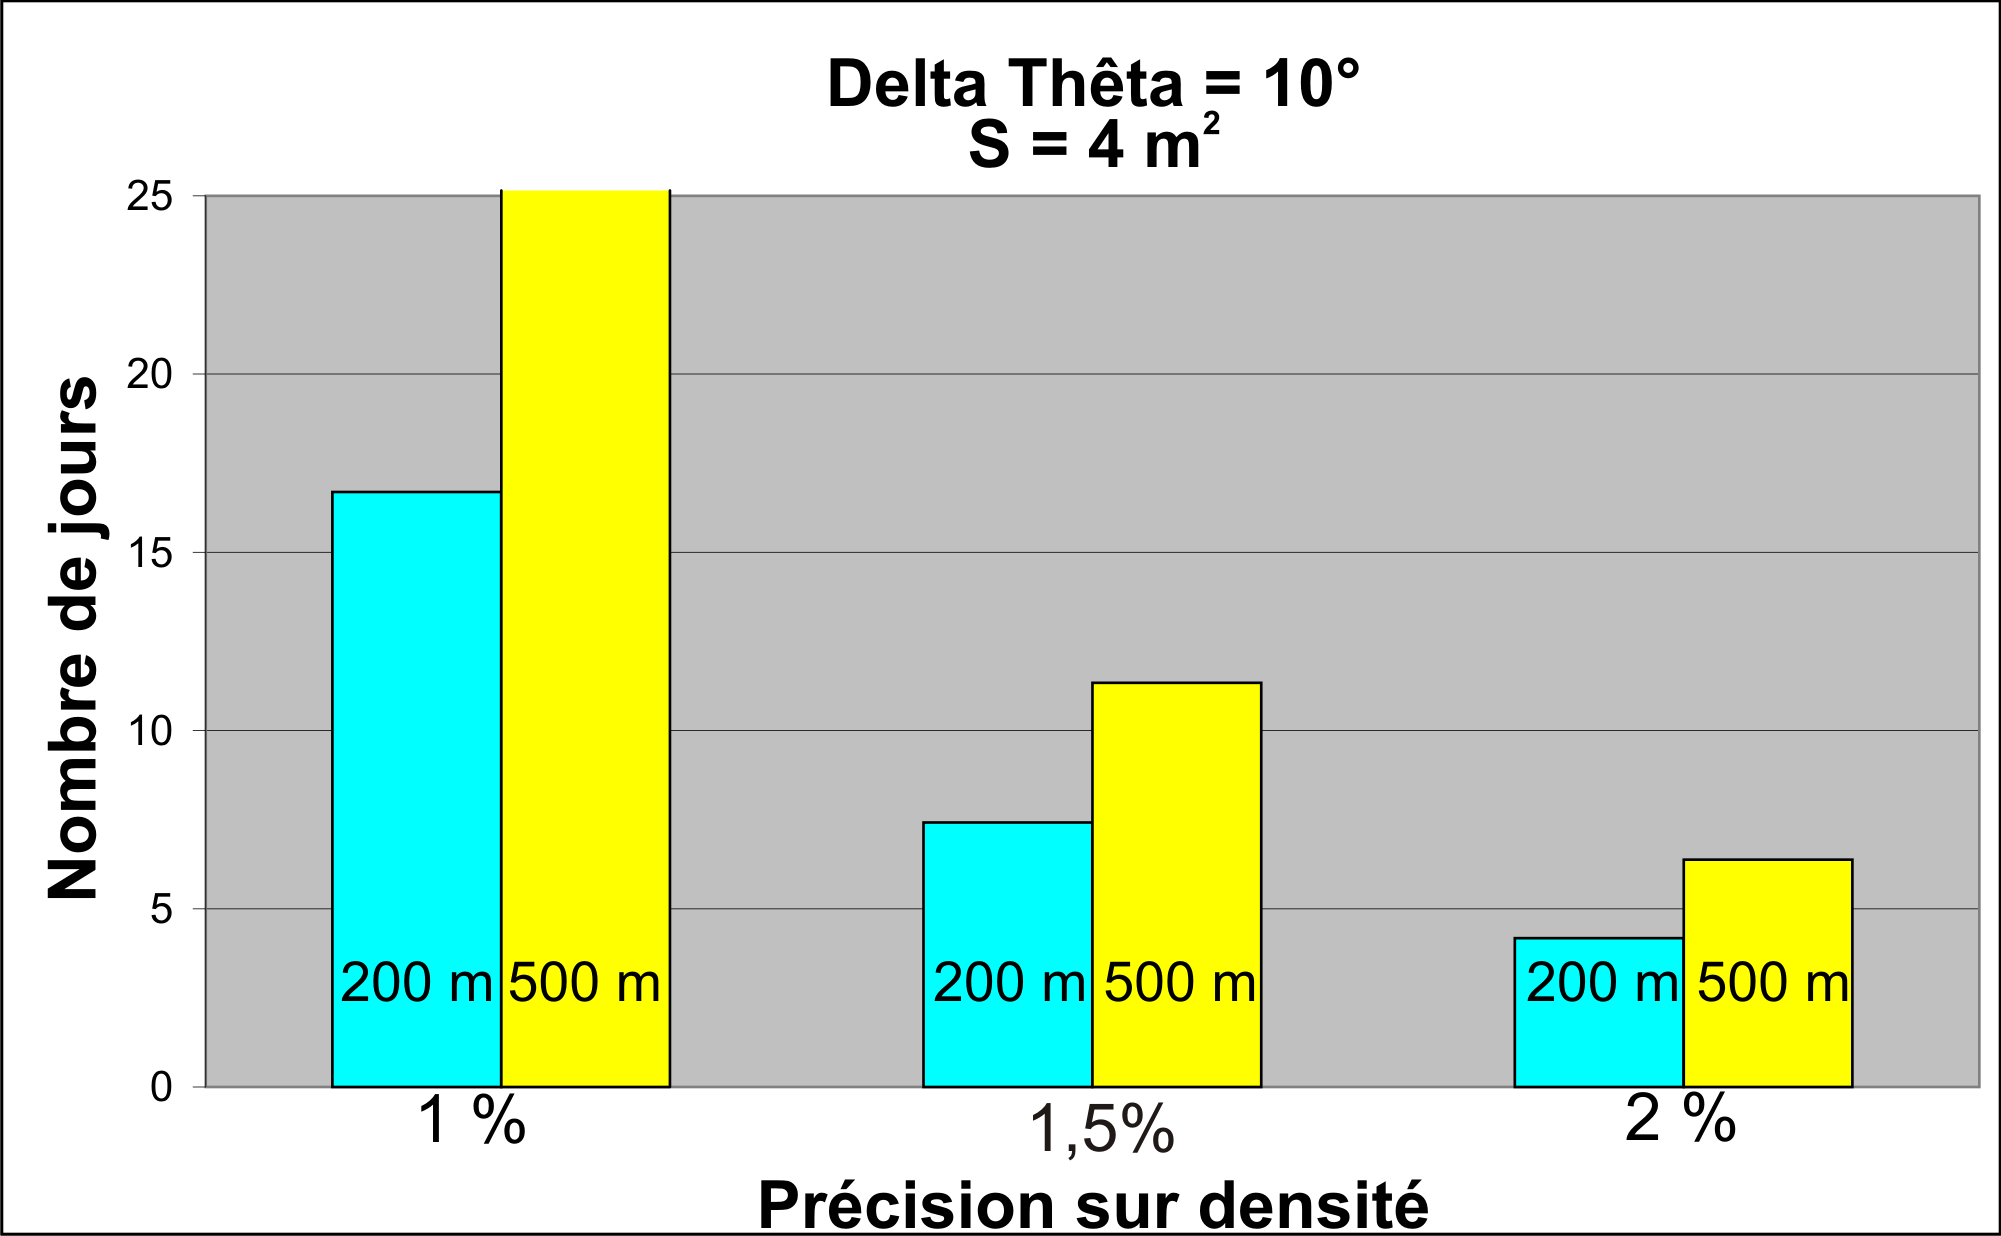 Delta Thêta = 10°
S = 4 m²
25
20
15
10
5
0
Nombre de jours
200 m 500 m
200 m 500 m
200 m 500 m
1 %
1,5%
2 %
Précision sur densité